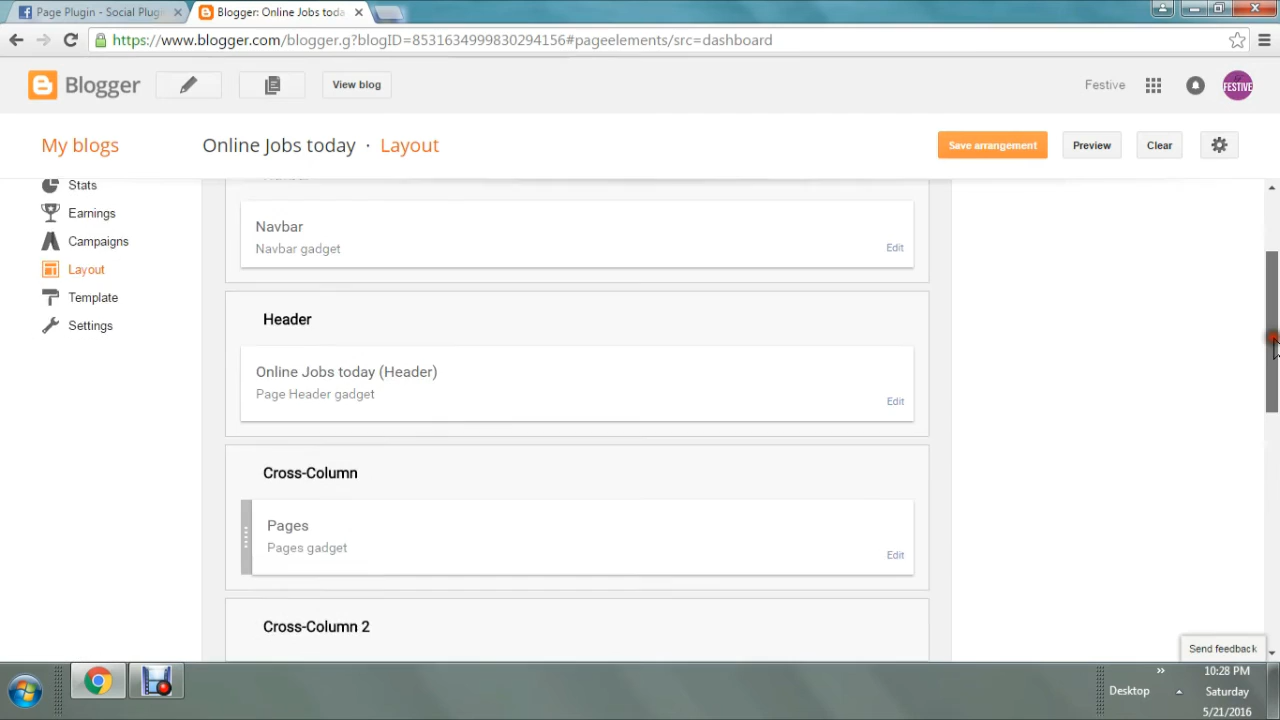 Page Plugin - Social Plugin
Blogger: Online Jobs toda
https://www.blogger.com/blogger.g?blogID=8531634999830294156#pageelements/src=dashboard
Blogger
View blog
Festive
FESTIVE
My blogs
Online Jobs today · Layout
Save arrangement
Preview
Clear
Stats
Earnings
Campaigns
Layout
Template
Settings
Navbar
Navbar gadget
Edit
Header
Online Jobs today (Header)
Page Header gadget
Edit
Cross-Column
Pages
Pages gadget
Edit
Cross-Column 2
Send feedback
Desktop
10:28 PM
Saturday
5/21/2016